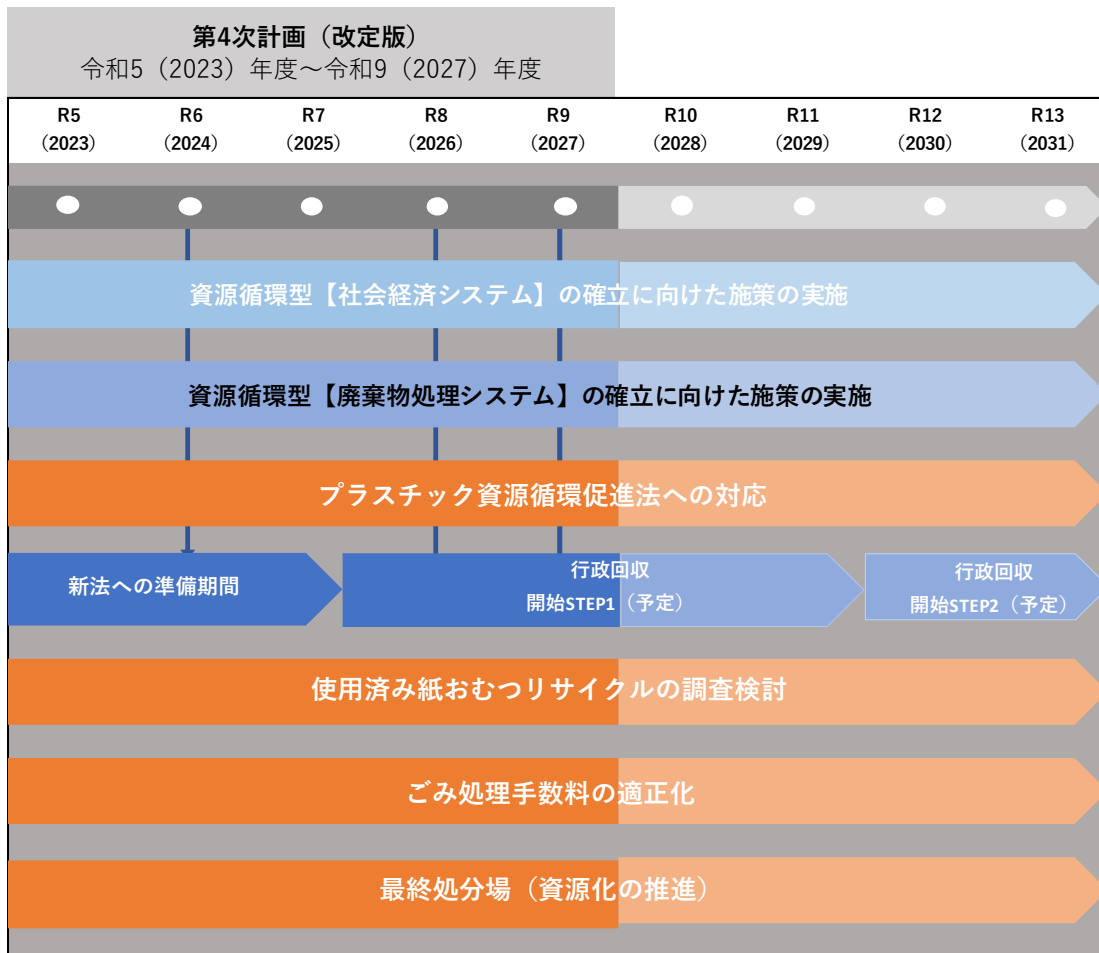 第4次計画（改定版）
令和5（2023）年度～令和9（2027）年度
R5 R6 R7 R8 R9 R10 R11 R12 R13
（2023） （2024） （2025） （2026） （2027） （2028） （2029） （2030） （2031）
資源循環型【社会経済システム】の確立に向けた施策の実施
資源循環型【廃棄物処理システム】の確立に向けた施策の実施
プラスチック資源循環促進法への対応
新法への準備期間
行政回収
開始STEP1（予定）
行政回収
開始STEP2（予定）
使用済み紙おむつリサイクルの調査検討
ごみ処理手数料の適正化
最終処分場（資源化の推進）